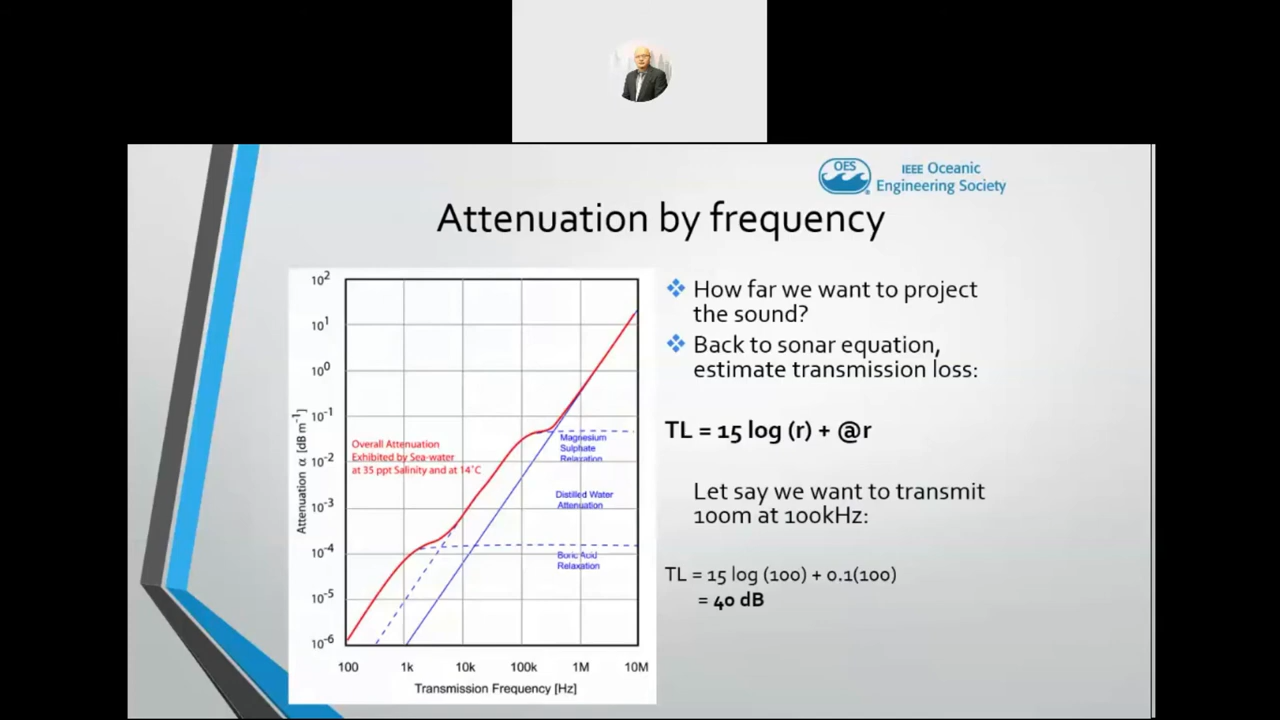 OES
IEEE Oceanic
Engineering Society
Attenuation by frequency
10²
10¹
10⁰
10⁻¹
10⁻²
10⁻³
10⁻⁴
10⁻⁵
10⁻⁶
Attenuation α [dB m⁻¹]
Overall Attenuation
Exhibited by Sea-water
at 35 ppt Salinity and at 14°C
Magnesium
Sulphate
Relaxation
Distilled Water
Attenuation
Boric Acid
Relaxation
100 1k 10k 100k 1M 10M
Transmission Frequency [Hz]
❖ How far we want to project
the sound?
❖ Back to sonar equation,
estimate transmission loss:
TL = 15 log (r) + @r
Let say we want to transmit
100m at 100kHz:
TL = 15 log (100) + 0.1(100)
= 40 dB